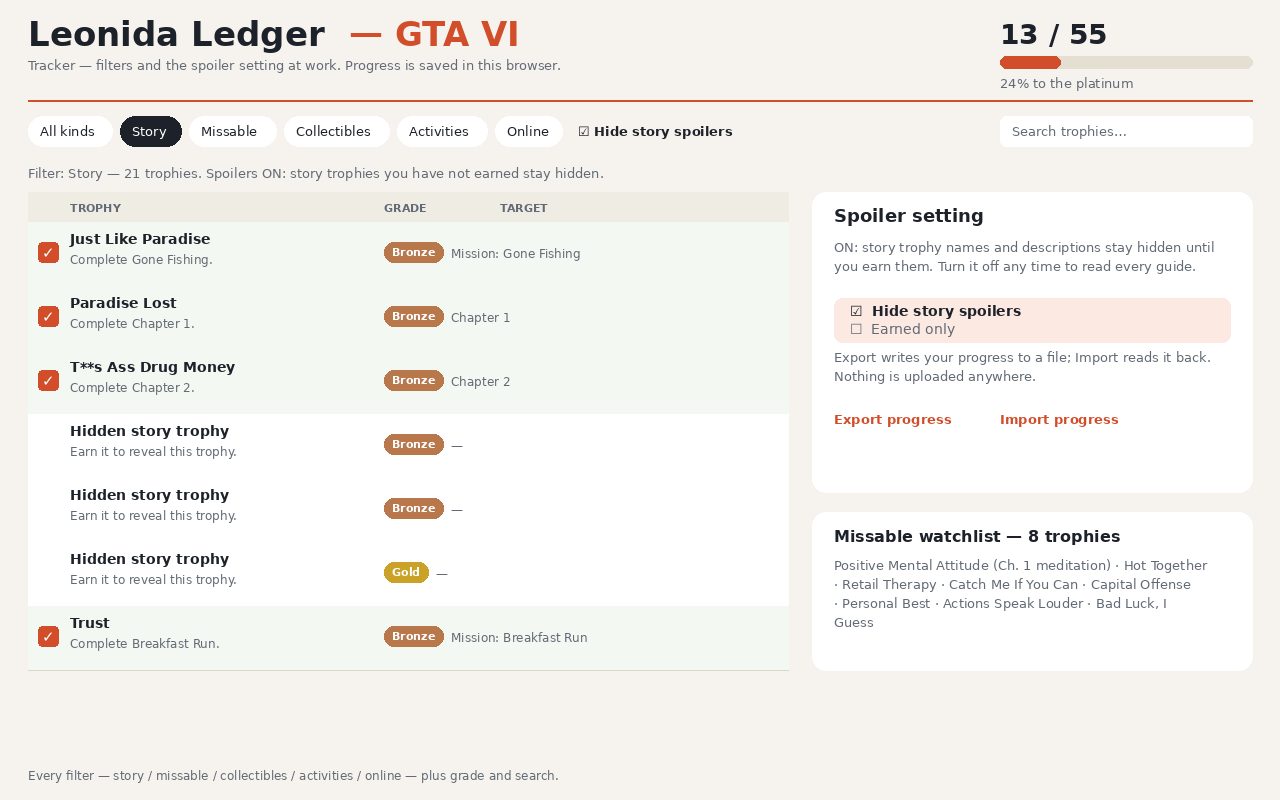 Leonida Ledger — GTA VI
13 / 55
Tracker — filters and the spoiler setting at work. Progress is saved in this browser.
24% to the platinum
All kinds Story Missable Collectibles Activities Online ☑ Hide story spoilers
Search trophies...
Filter: Story — 21 trophies. Spoilers ON: story trophies you have not earned stay hidden.
TROPHY GRADE TARGET
✓ Just Like Paradise
Complete Gone Fishing.
Bronze Mission: Gone Fishing
✓ Paradise Lost
Complete Chapter 1.
Bronze Chapter 1
✓ T**s Ass Drug Money
Complete Chapter 2.
Bronze Chapter 2
Hidden story trophy
Earn it to reveal this trophy.
Bronze —
Hidden story trophy
Earn it to reveal this trophy.
Bronze —
Hidden story trophy
Earn it to reveal this trophy.
Gold —
✓ Trust
Complete Breakfast Run.
Bronze Mission: Breakfast Run
Spoiler setting
ON: story trophy names and descriptions stay hidden until
you earn them. Turn it off any time to read every guide.
☑ Hide story spoilers
☐ Earned only
Export writes your progress to a file; Import reads it back.
Nothing is uploaded anywhere.
Export progress Import progress
Missable watchlist — 8 trophies
Positive Mental Attitude (Ch. 1 meditation) · Hot Together
· Retail Therapy · Catch Me If You Can · Capital Offense
· Personal Best · Actions Speak Louder · Bad Luck, I
Guess
Every filter — story / missable / collectibles / activities / online — plus grade and search.